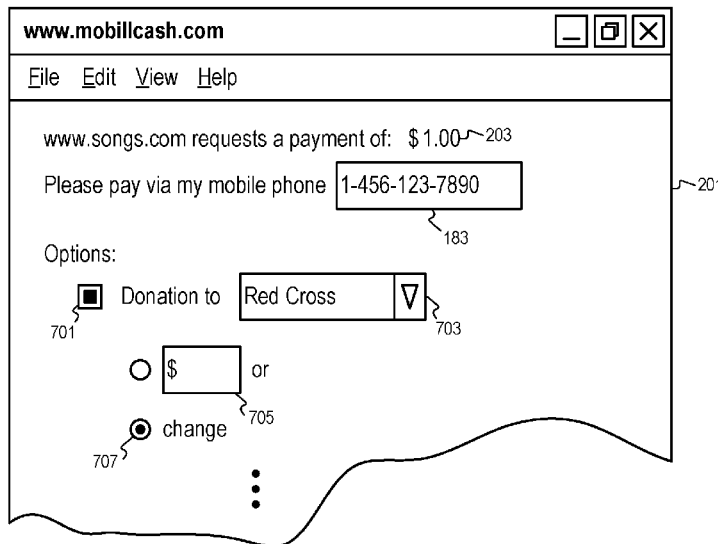 www.mobillcash.com
File Edit View Help
www.songs.com requests a payment of: $1.00 203
Please pay via my mobile phone 1-456-123-7890
201
183
Options:
Donation to Red Cross
701
703
$ or
705
change
707